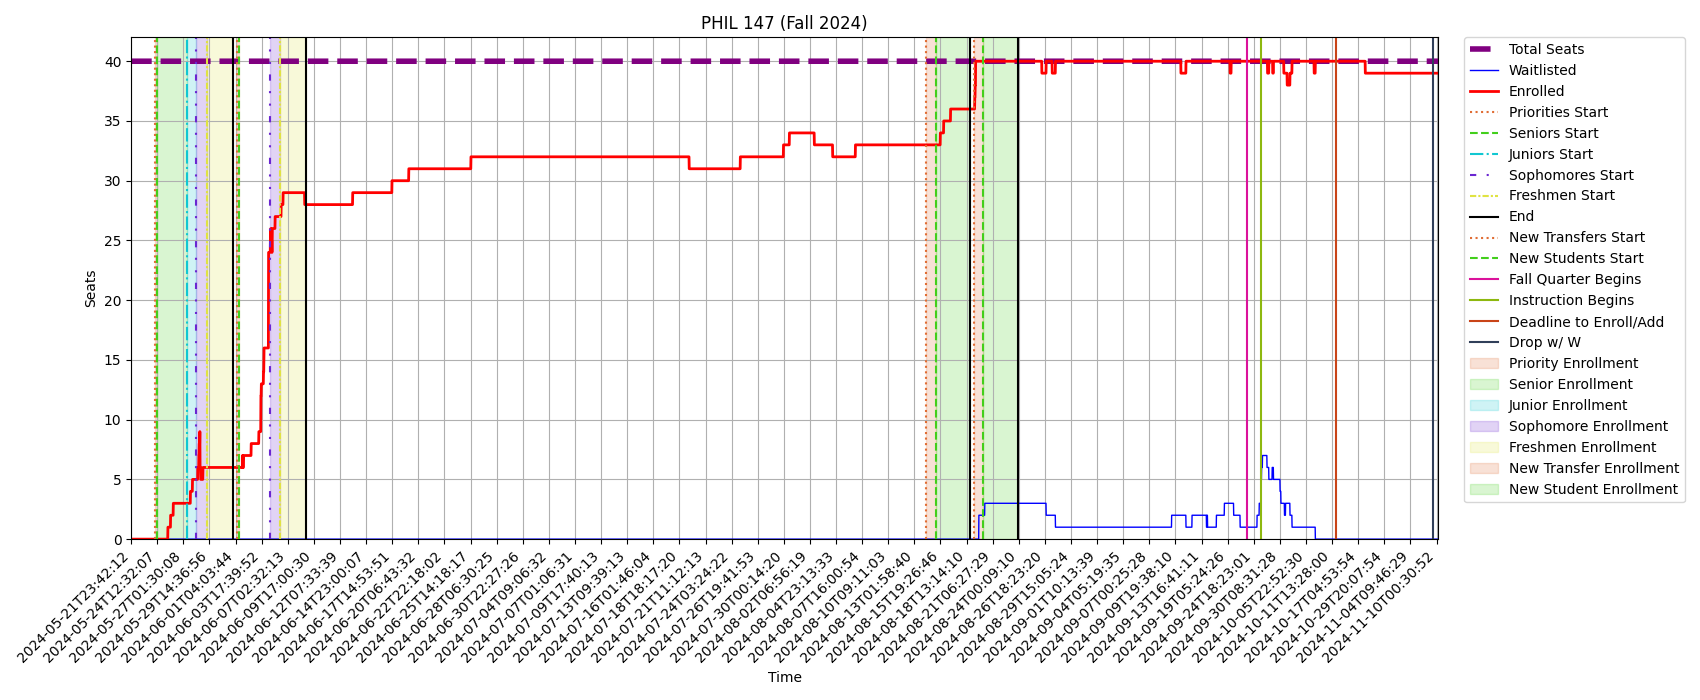 PHIL 147 (Fall 2024)
Seats
40
35
30
25
20
15
10
5
0
2024-05-21T23:42:12
2024-05-24T12:32:07
2024-05-27T01:30:08
2024-05-29T14:36:56
2024-06-01T04:03:44
2024-06-03T17:39:52
2024-06-07T02:32:13
2024-06-09T17:00:30
2024-06-12T07:33:39
2024-06-14T23:00:07
2024-06-17T14:53:51
2024-06-20T06:43:32
2024-06-22T22:18:02
2024-06-25T14:18:17
2024-06-28T06:30:25
2024-06-30T22:27:26
2024-07-04T09:06:32
2024-07-07T01:06:31
2024-07-09T17:40:13
2024-07-13T09:39:13
2024-07-16T01:46:04
2024-07-18T18:17:20
2024-07-21T11:12:13
2024-07-24T03:24:22
2024-07-26T19:41:53
2024-07-30T00:14:20
2024-08-02T06:56:19
2024-08-04T23:13:33
2024-08-07T16:00:54
2024-08-10T09:11:03
2024-08-13T01:58:40
2024-08-15T19:26:46
2024-08-18T13:14:10
2024-08-21T06:27:29
2024-08-24T00:09:10
2024-08-26T18:23:20
2024-08-29T15:05:24
2024-09-01T10:13:39
2024-09-04T05:19:35
2024-09-07T00:25:28
2024-09-09T19:38:10
2024-09-13T16:41:11
2024-09-19T05:24:26
2024-09-24T18:23:01
2024-09-30T08:31:28
2024-10-05T22:52:30
2024-10-11T13:28:00
2024-10-17T04:53:54
2024-10-29T20:07:54
2024-11-04T09:46:29
2024-11-10T00:30:52
Time
Total Seats
Waitlisted
Enrolled
Priorities Start
Seniors Start
Juniors Start
Sophomores Start
Freshmen Start
End
New Transfers Start
New Students Start
Fall Quarter Begins
Instruction Begins
Deadline to Enroll/Add
Drop w/ W
Priority Enrollment
Senior Enrollment
Junior Enrollment
Sophomore Enrollment
Freshmen Enrollment
New Transfer Enrollment
New Student Enrollment